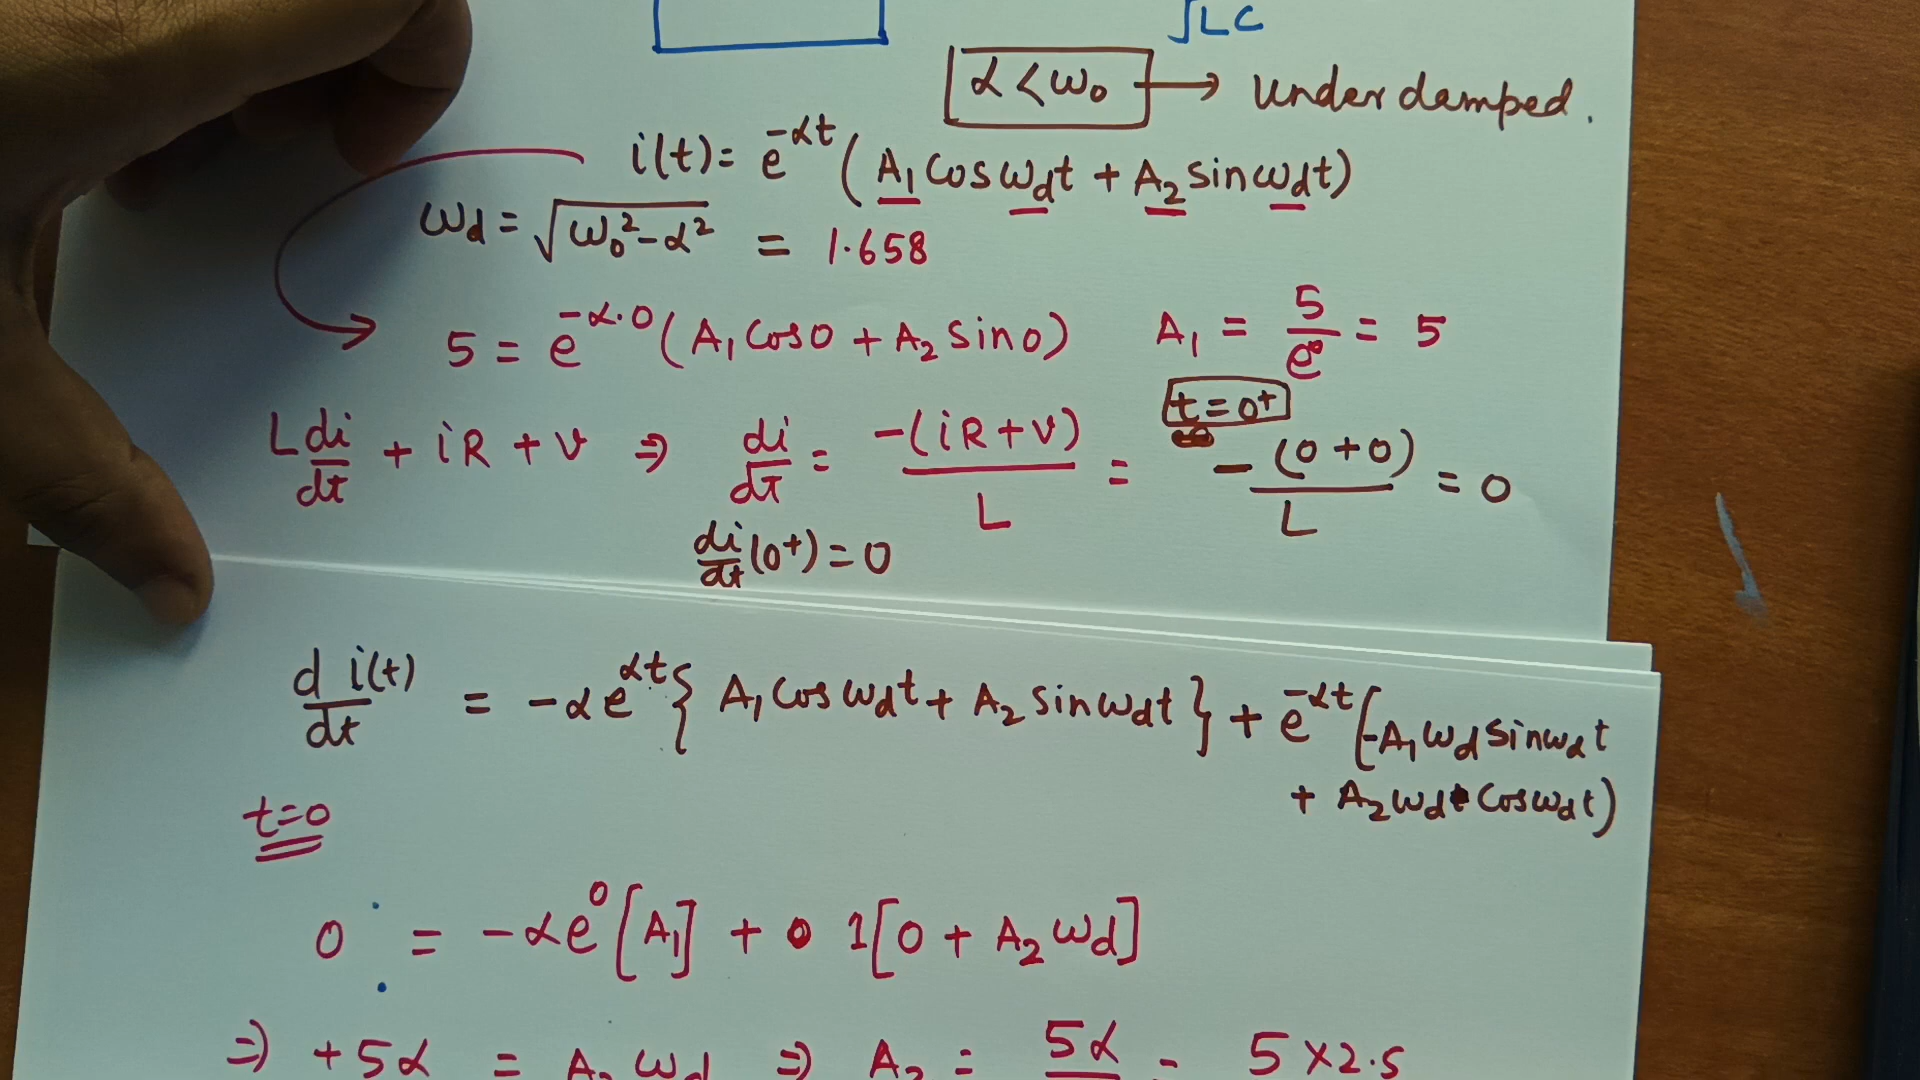 √LC
α < ω₀ → Underdamped.
i(t) = e^{-αt} (A₁ cos ω_d t + A₂ sin ω_d t)
ω_d = √(ω₀² - α²) = 1.658
5 = e^{-α·0} (A₁ cos 0 + A₂ sin 0) A₁ = 5/e⁰ = 5
t = 0⁺
L di/dt + iR + v ⇒ di/dt = -(iR + v)/L = -(0 + 0)/L = 0
di/dt (0⁺) = 0
d i(t)/dt = -α e^{αt} { A₁ cos ω_d t + A₂ sin ω_d t } + e^{-αt} [-A₁ ω_d sin ω_d t
+ A₂ ω_d cos ω_d t)
t=0
0 = -α e⁰ [A₁] + 0 1 [0 + A₂ ω_d]
⇒ +5α = A₂ ω_d ⇒ A₂ = 5α = 5 × 2.5